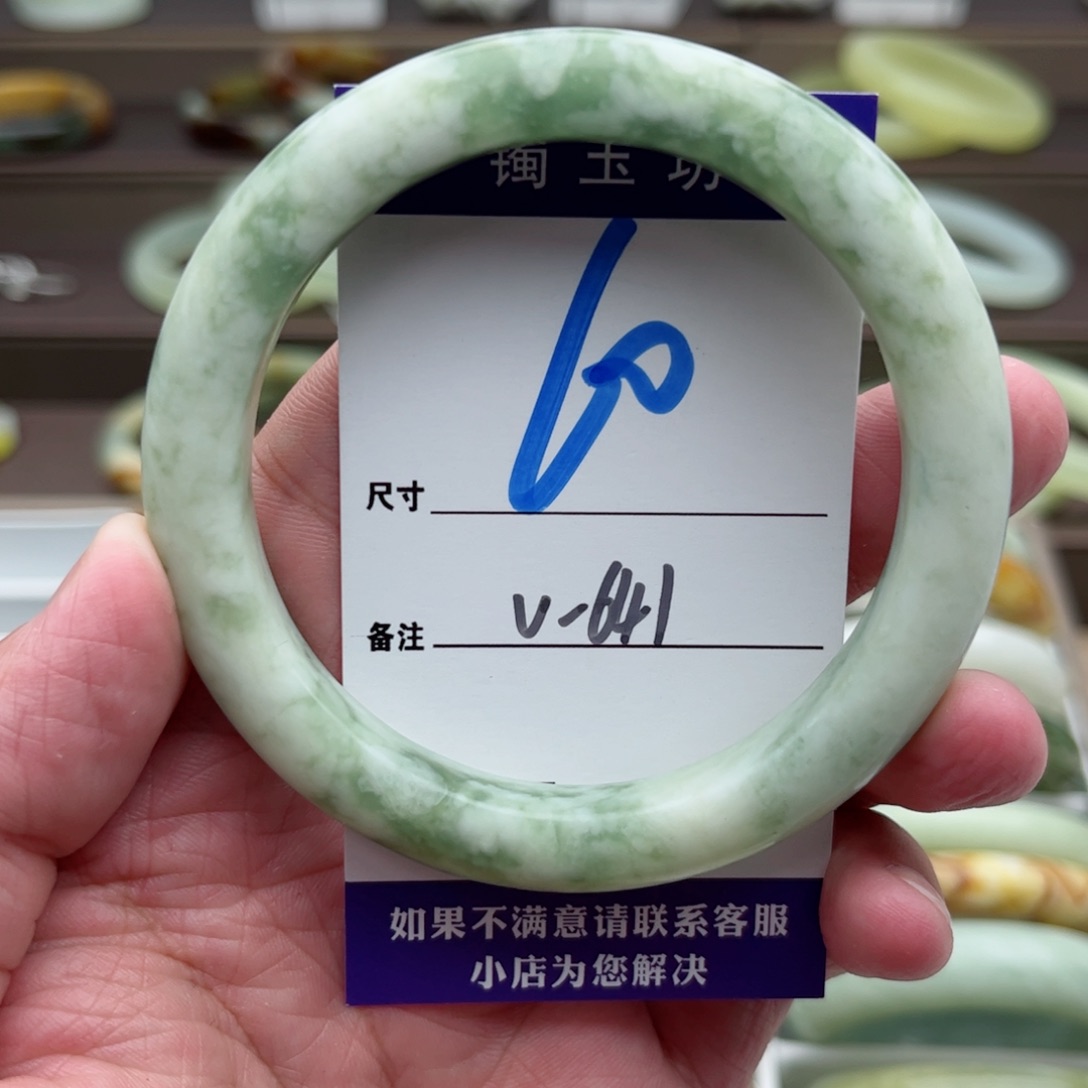 镯玉坊
尺寸 60
备注 V-641
如果不满意请联系客服
小店为您解决